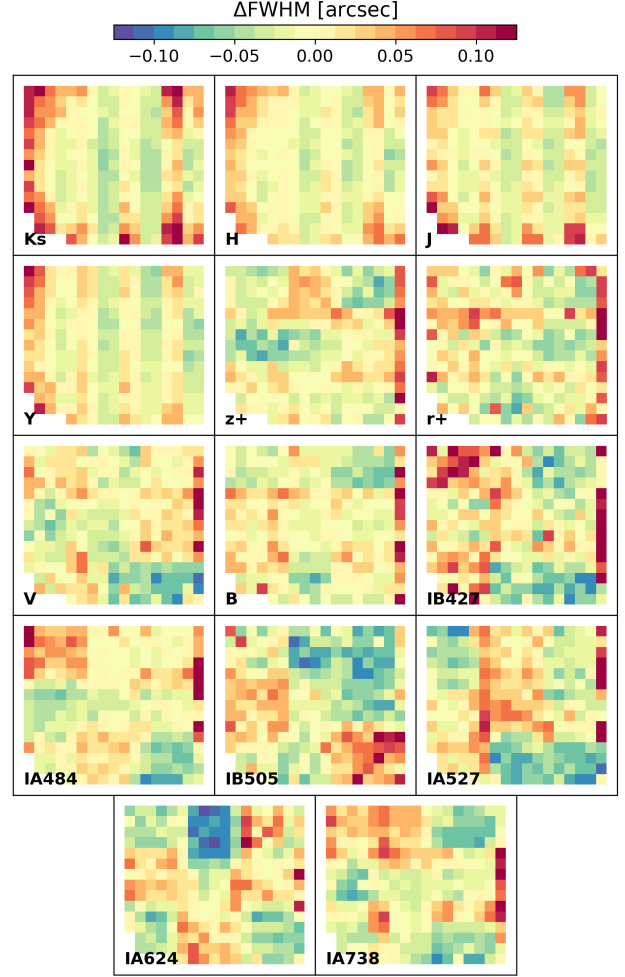 ΔFWHM [arcsec]
−0.10 −0.05 0.00 0.05 0.10
Ks H J
Y z+ r+
V B IB427
IA484 IB505 IA527
IA624 IA738